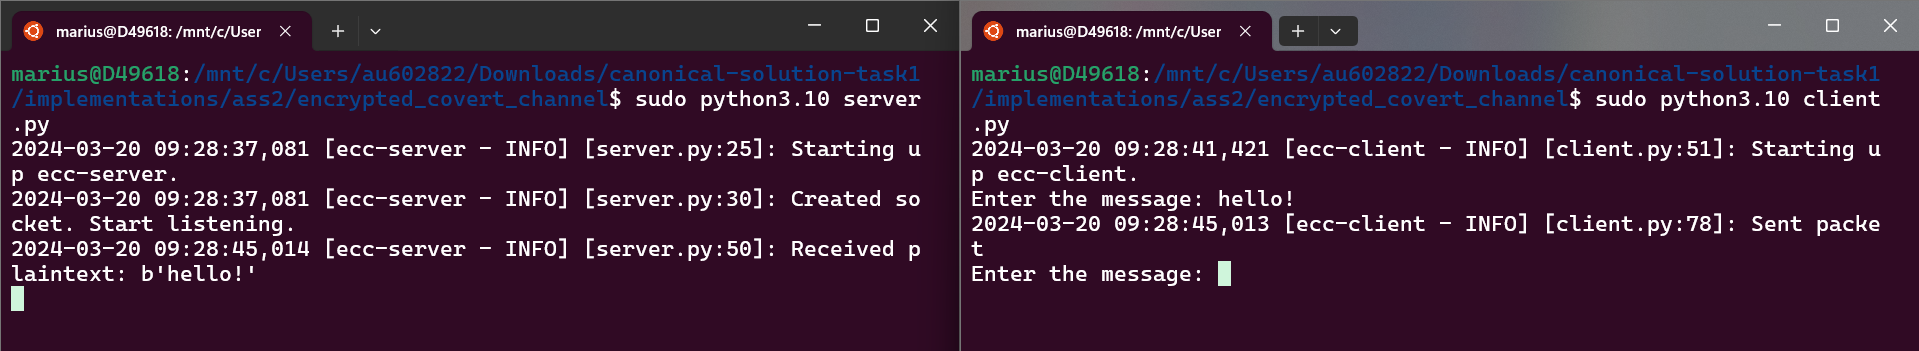 marius@D49618: /mnt/c/User
marius@D49618:/mnt/c/Users/au602822/Downloads/canonical-solution-task1
/implementations/ass2/encrypted_covert_channel$ sudo python3.10 server
.py
2024-03-20 09:28:37,081 [ecc-server - INFO] [server.py:25]: Starting u
p ecc-server.
2024-03-20 09:28:37,081 [ecc-server - INFO] [server.py:30]: Created so
cket. Start listening.
2024-03-20 09:28:45,014 [ecc-server - INFO] [server.py:50]: Received p
laintext: b'hello!'
marius@D49618: /mnt/c/User
marius@D49618:/mnt/c/Users/au602822/Downloads/canonical-solution-task1
/implementations/ass2/encrypted_covert_channel$ sudo python3.10 client
.py
2024-03-20 09:28:41,421 [ecc-client - INFO] [client.py:51]: Starting u
p ecc-client.
Enter the message: hello!
2024-03-20 09:28:45,013 [ecc-client - INFO] [client.py:78]: Sent packe
t
Enter the message: